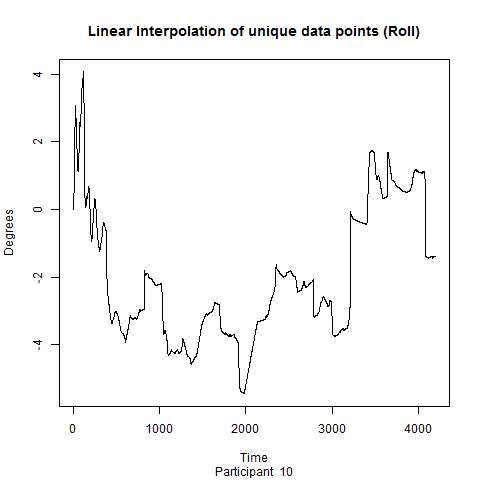 Linear Interpolation of unique data points (Roll)
Degrees
4
2
0
-2
-4
0 1000 2000 3000 4000
Time
Participant 10